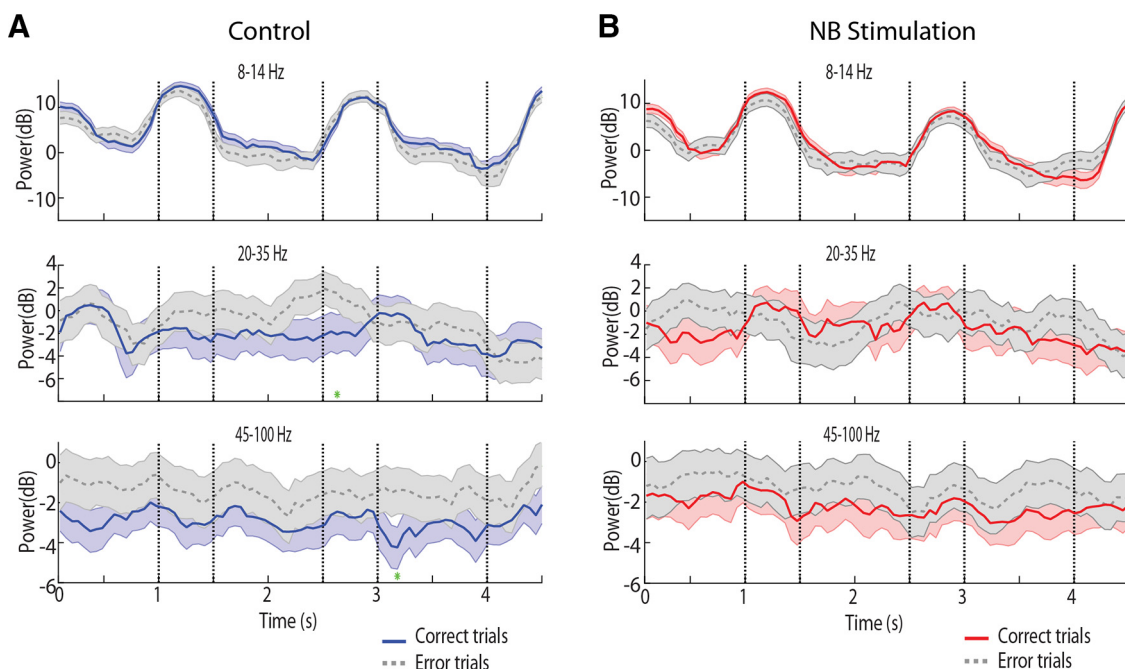 A
Control
8-14 Hz
Power(dB)
10
0
-10
20-35 Hz
Power(dB)
4
2
0
-2
-4
-6
*
45-100 Hz
Power(dB)
0
-2
-4
-6
*
0 1 2 3 4
Time (s)
Correct trials
Error trials
B
NB Stimulation
8-14 Hz
Power(dB)
10
0
-10
20-35 Hz
Power(dB)
4
2
0
-2
-4
-6
45-100 Hz
Power(dB)
0
-2
-4
-6
0 1 2 3 4
Time (s)
Correct trials
Error trials